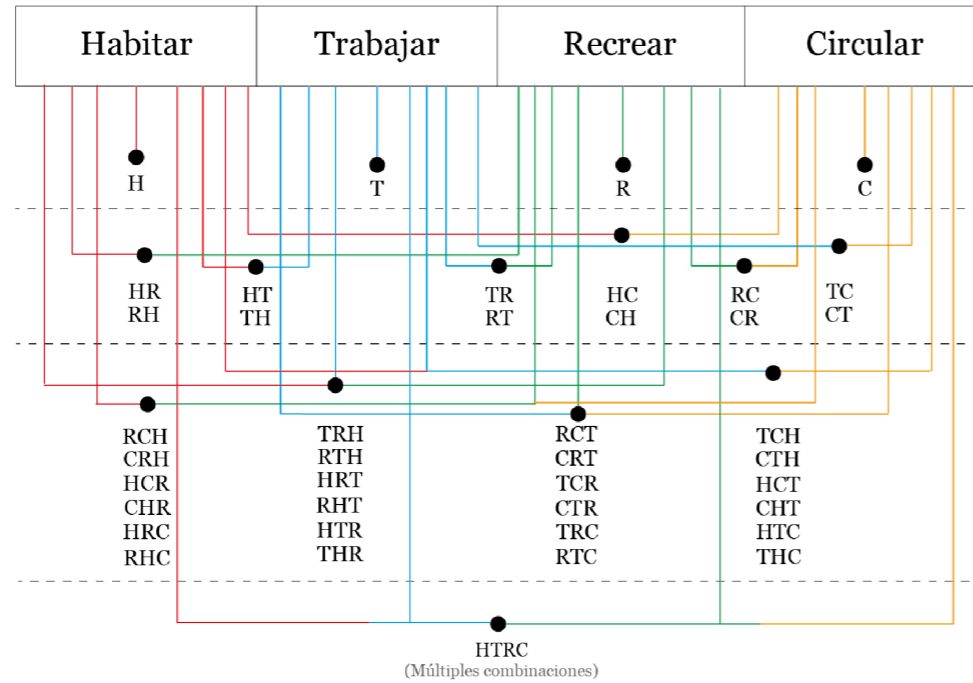 Habitar Trabajar Recrear Circular
H T R C
HR HT TR HC RC TC
RH TH RT CH CR CT
RCH TRH RCT TCH
CRH RTH CRT CTH
HCR HRT TCR HCT
CHR RHT CTR CHT
HRC HTR TRC HTC
RHC THR RTC THC
HTRC
(Múltiples combinaciones)